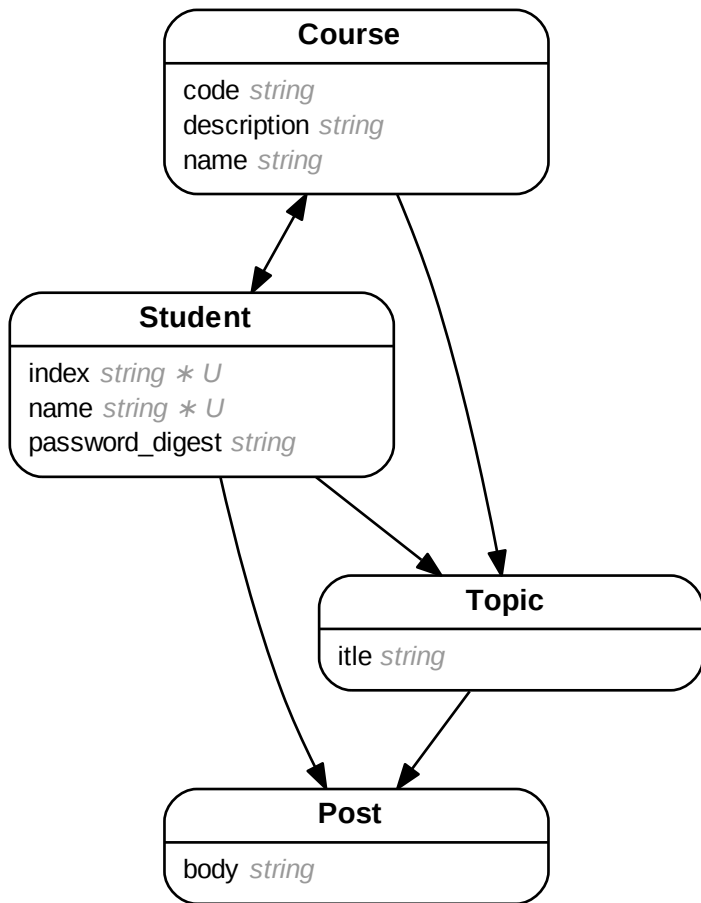 Course
code string
description string
name string
Student
index string ∗ U
name string ∗ U
password_digest string
Topic
itle string
Post
body string